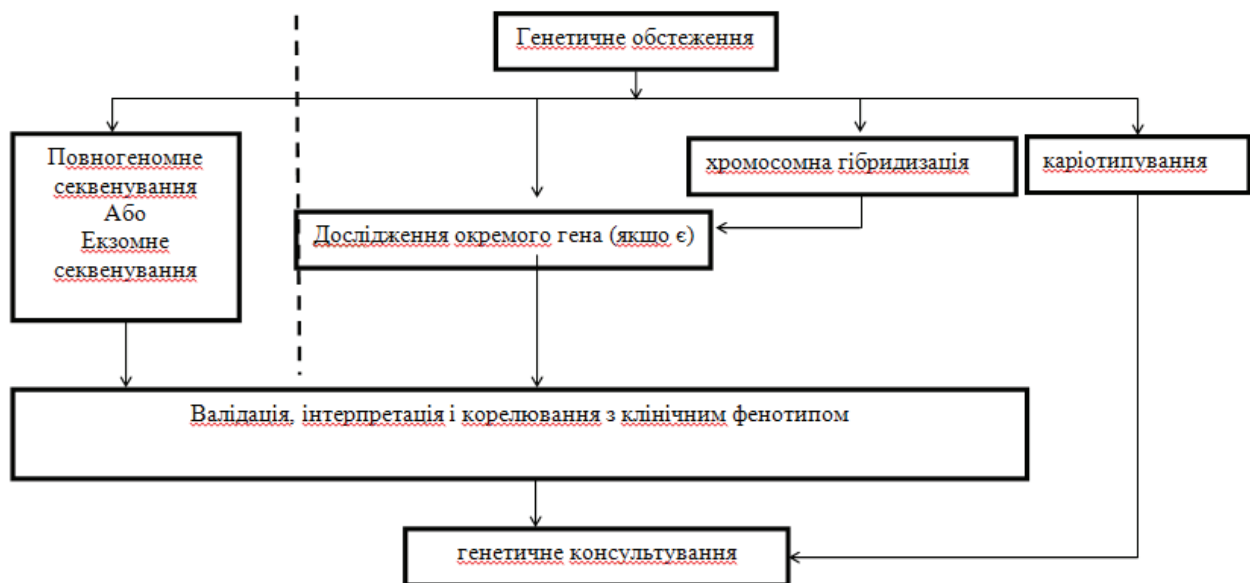 Генетичне обстеження
Повногеномне
секвенування
Або
Екзомне
секвенування
хромосомна гібридизація
каріотипування
Дослідження окремого гена (якщо є)
Валідація, інтерпретація і корелювання з клінічним фенотипом
генетичне консультування